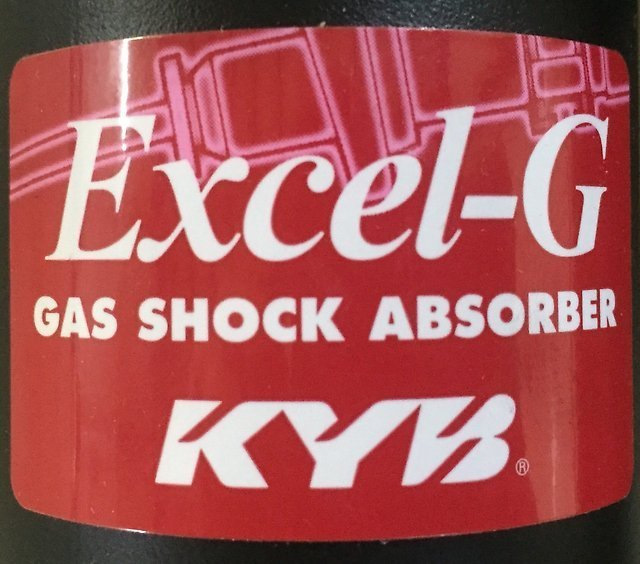 Excel-G
GAS SHOCK ABSORBER
KYB®